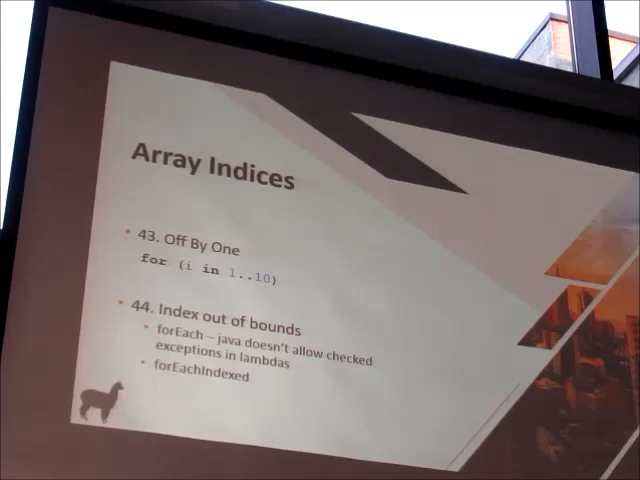 Array Indices
43. Off By One
for (i in 1..10)
44. Index out of bounds
forEach – java doesn't allow checked
exceptions in lambdas
forEachIndexed